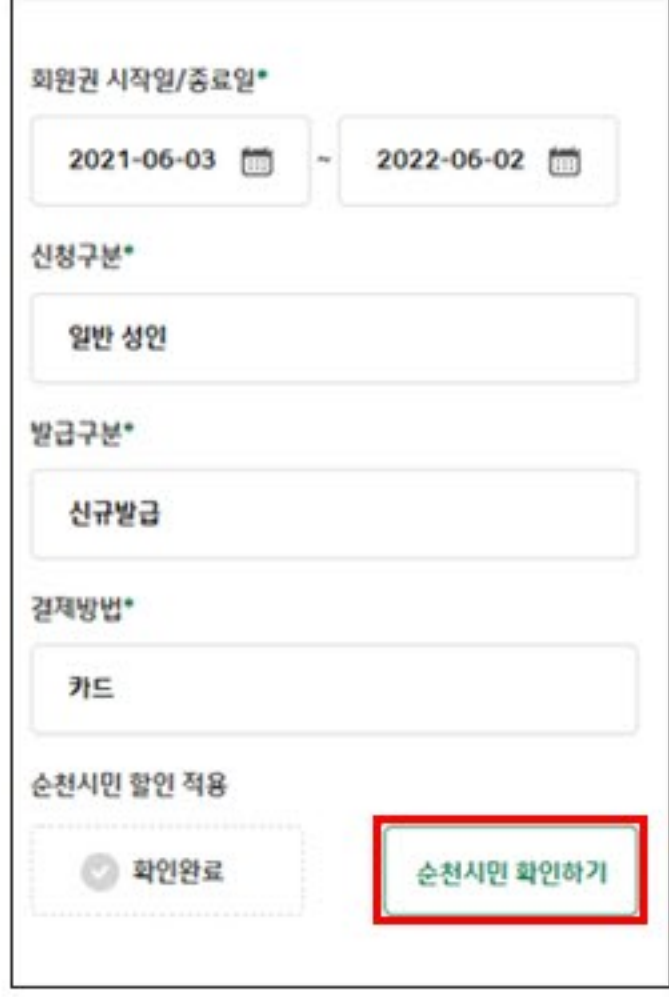 회원권 시작일/종료일*
2021-06-03 ~ 2022-06-02
신청구분*
일반 성인
발급구분*
신규발급
결제방법*
카드
순천시민 할인 적용
확인완료 순천시민 확인하기